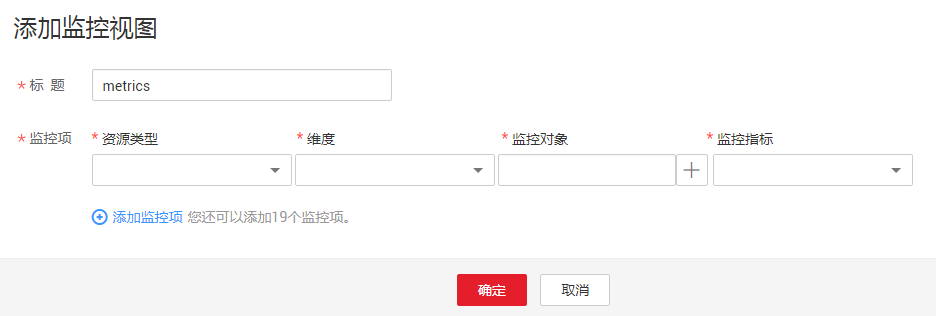 添加监控视图
* 标 题
metrics
* 监控项 * 资源类型 * 维度 * 监控对象 * 监控指标
添加监控项 您还可以添加19个监控项。
确定 取消